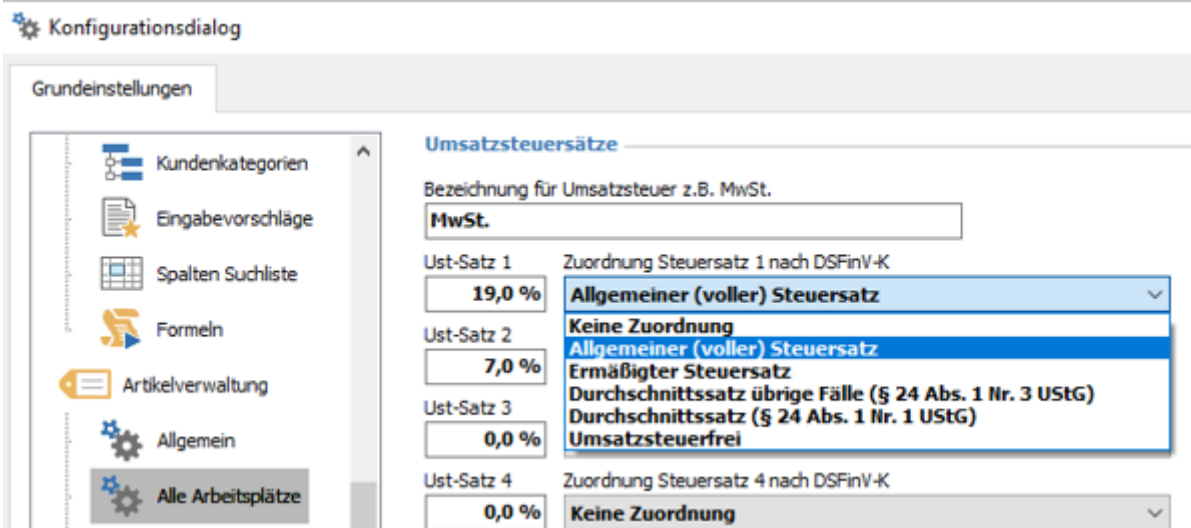 Konfigurationsdialog
Grundeinstellungen
Kundenkategorien
Eingabevorschläge
Spalten Suchliste
Formeln
Artikelverwaltung
Allgemein
Alle Arbeitsplätze
Umsatzsteuersätze
Bezeichnung für Umsatzsteuer z.B. MwSt.
MwSt.
Ust-Satz 1 Zuordnung Steuersatz 1 nach DSFinV-K
19,0 % Allgemeiner (voller) Steuersatz
Keine Zuordnung
Ust-Satz 2
Allgemeiner (voller) Steuersatz
7,0 %
Ermäßigter Steuersatz
Durchschnittssatz übrige Fälle (§ 24 Abs. 1 Nr. 3 UStG)
Ust-Satz 3
Durchschnittssatz (§ 24 Abs. 1 Nr. 1 UStG)
0,0 %
Umsatzsteuerfrei
Ust-Satz 4 Zuordnung Steuersatz 4 nach DSFinV-K
0,0 % Keine Zuordnung